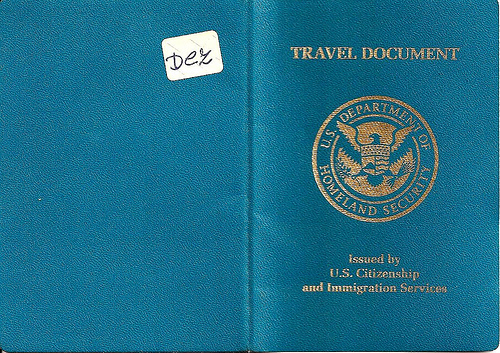 Dez
TRAVEL DOCUMENT
U.S. DEPARTMENT OF
HOMELAND SECURITY
Issued by
U.S. Citizenship
and Immigration Services